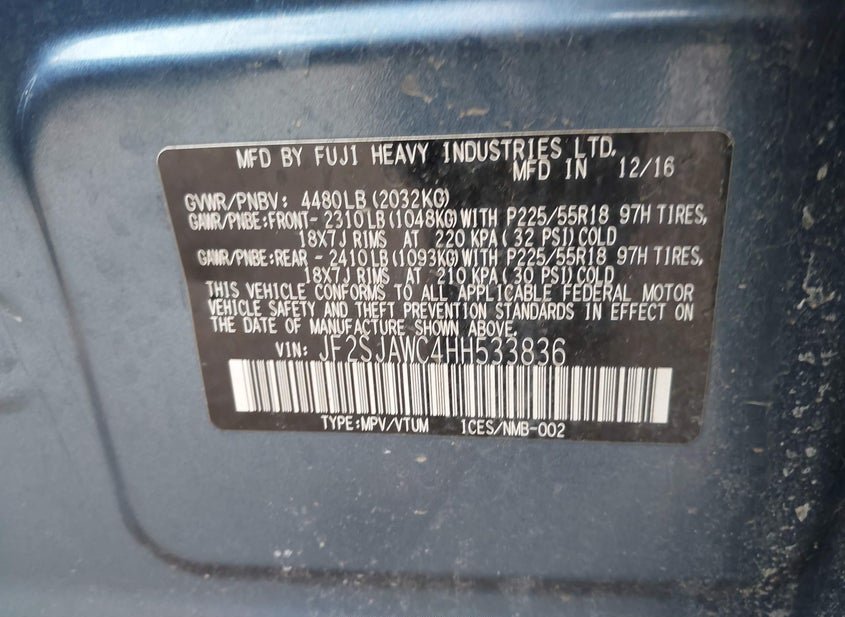 MFD BY FUJI HEAVY INDUSTRIES LTD.
MFD IN 12/16
GVWR/PNBV: 4480LB(2032KG)
GAWR/PNBE:FRONT- 2310LB(1048KG)WITH P225/55R18 97H TIRES,
18X7J RIMS AT 220 KPA( 32 PSI)COLD
GAWR/PNBE:REAR - 2410LB(1093KG)WITH P225/55R18 97H TIRES,
18X7J RIMS AT 210 KPA( 30 PSI)COLD
THIS VEHICLE CONFORMS TO ALL APPLICABLE FEDERAL MOTOR
VEHICLE SAFETY AND THEFT PREVENTION STANDARDS IN EFFECT ON
THE DATE OF MANUFACTURE SHOWN ABOVE.
VIN: JF2SJAWC4HH533836
TYPE:MPV/VTUM ICES/NMB-002